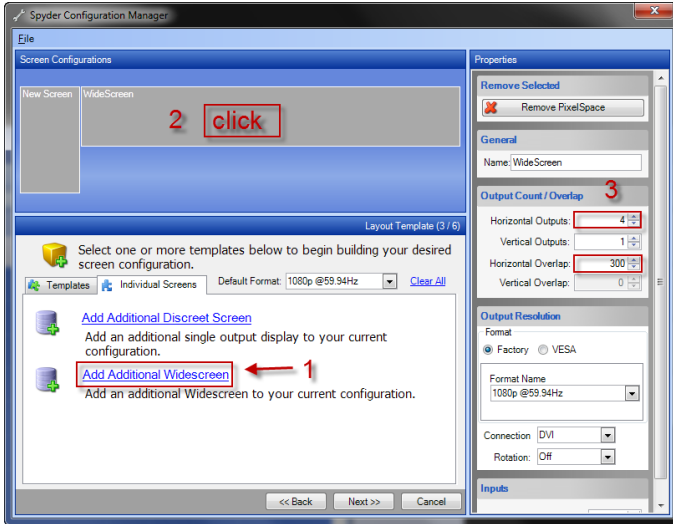 Spyder Configuration Manager
File
Screen Configurations
New Screen
WideScreen
2 click
Layout Template (3 / 6)
Select one or more templates below to begin building your desired
screen configuration.
Templates
Individual Screens
Default Format: 1080p @59.94Hz
Clear All
Add Additional Discreet Screen
Add an additional single output display to your current
configuration.
Add Additional Widescreen
1
Add an additional Widescreen to your current configuration.
<< Back
Next >>
Cancel
Properties
Remove Selected
Remove PixelSpace
General
Name: WideScreen
Output Count / Overlap
3
Horizontal Outputs: 4
Vertical Outputs: 1
Horizontal Overlap: 300
Vertical Overlap: 0
Output Resolution
Format
Factory
VESA
Format Name
1080p @59.94Hz
Connection DVI
Rotation: Off
Inputs